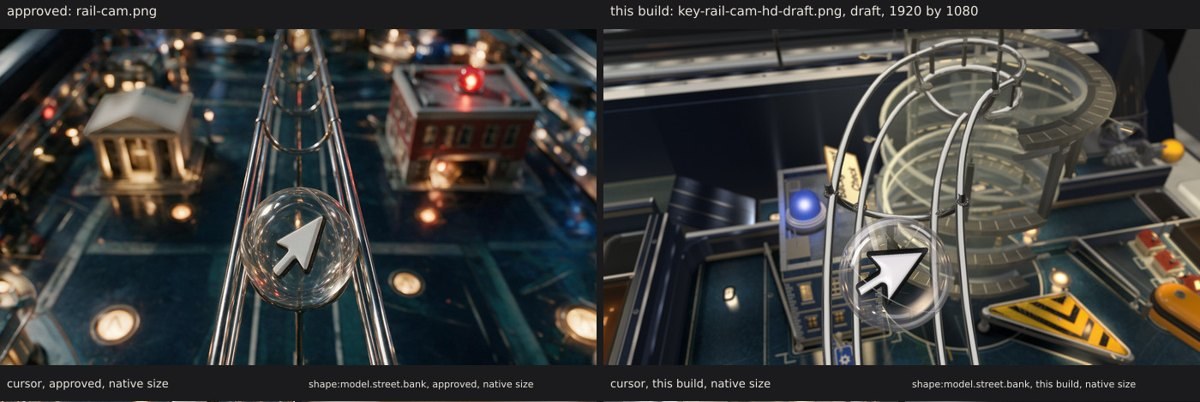 approved: rail-cam.png
this build: key-rail-cam-hd-draft.png, draft, 1920 by 1080
cursor, approved, native size
shape:model.street.bank, approved, native size
cursor, this build, native size
shape:model.street.bank, this build, native size